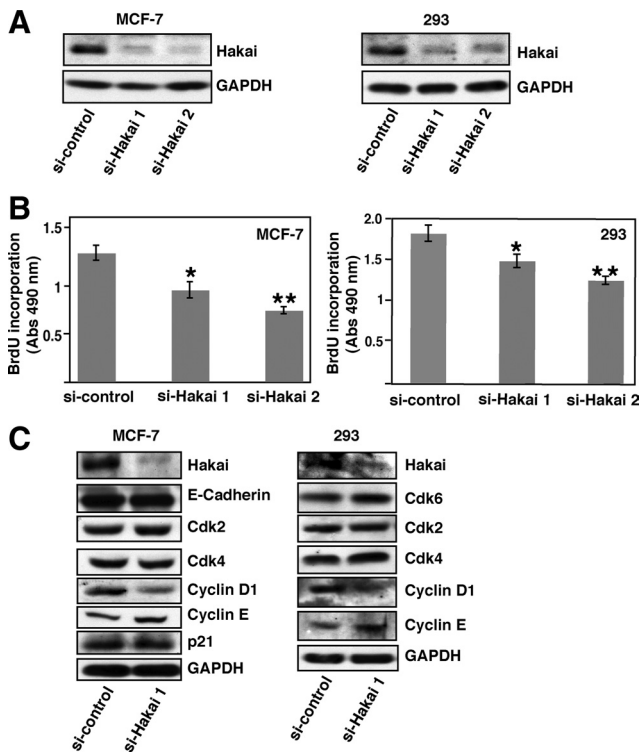 A
MCF-7
Hakai
GAPDH
si-control
si-Hakai 1
si-Hakai 2
293
Hakai
GAPDH
si-control
si-Hakai 1
si-Hakai 2
B
BrdU incorporation
(Abs 490 nm)
1.5
1
0.5
MCF-7
*
**
si-control
si-Hakai 1
si-Hakai 2
BrdU incorporation
(Abs 490 nm)
2.0
1.5
1
0.5
293
*
**
si-control
si-Hakai 1
si-Hakai 2
C
MCF-7
Hakai
E-Cadherin
Cdk2
Cdk4
Cyclin D1
Cyclin E
p21
GAPDH
si-control
si-Hakai 1
293
Hakai
Cdk6
Cdk2
Cdk4
Cyclin D1
Cyclin E
GAPDH
si-control
si-Hakai 1